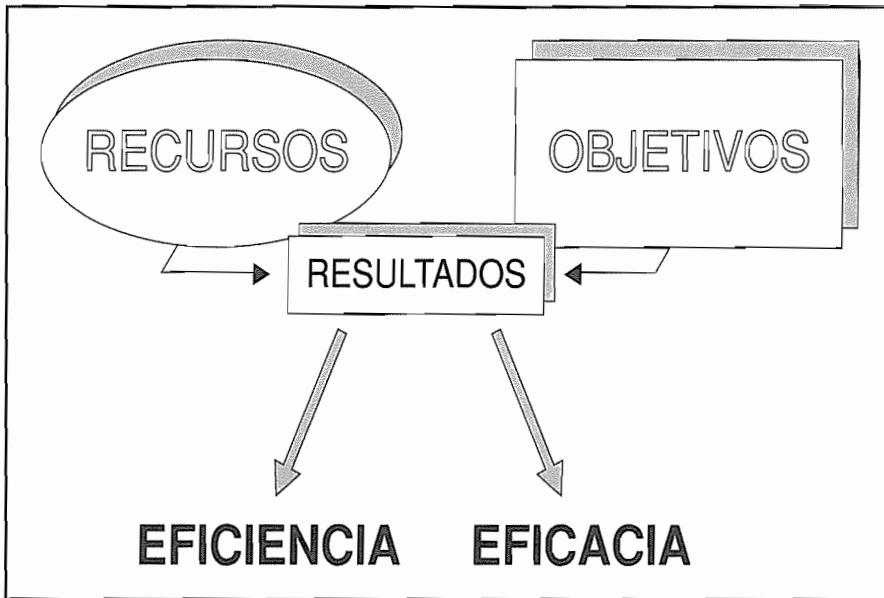 RECURSOS
OBJETIVOS
RESULTADOS
EFICIENCIA
EFICACIA